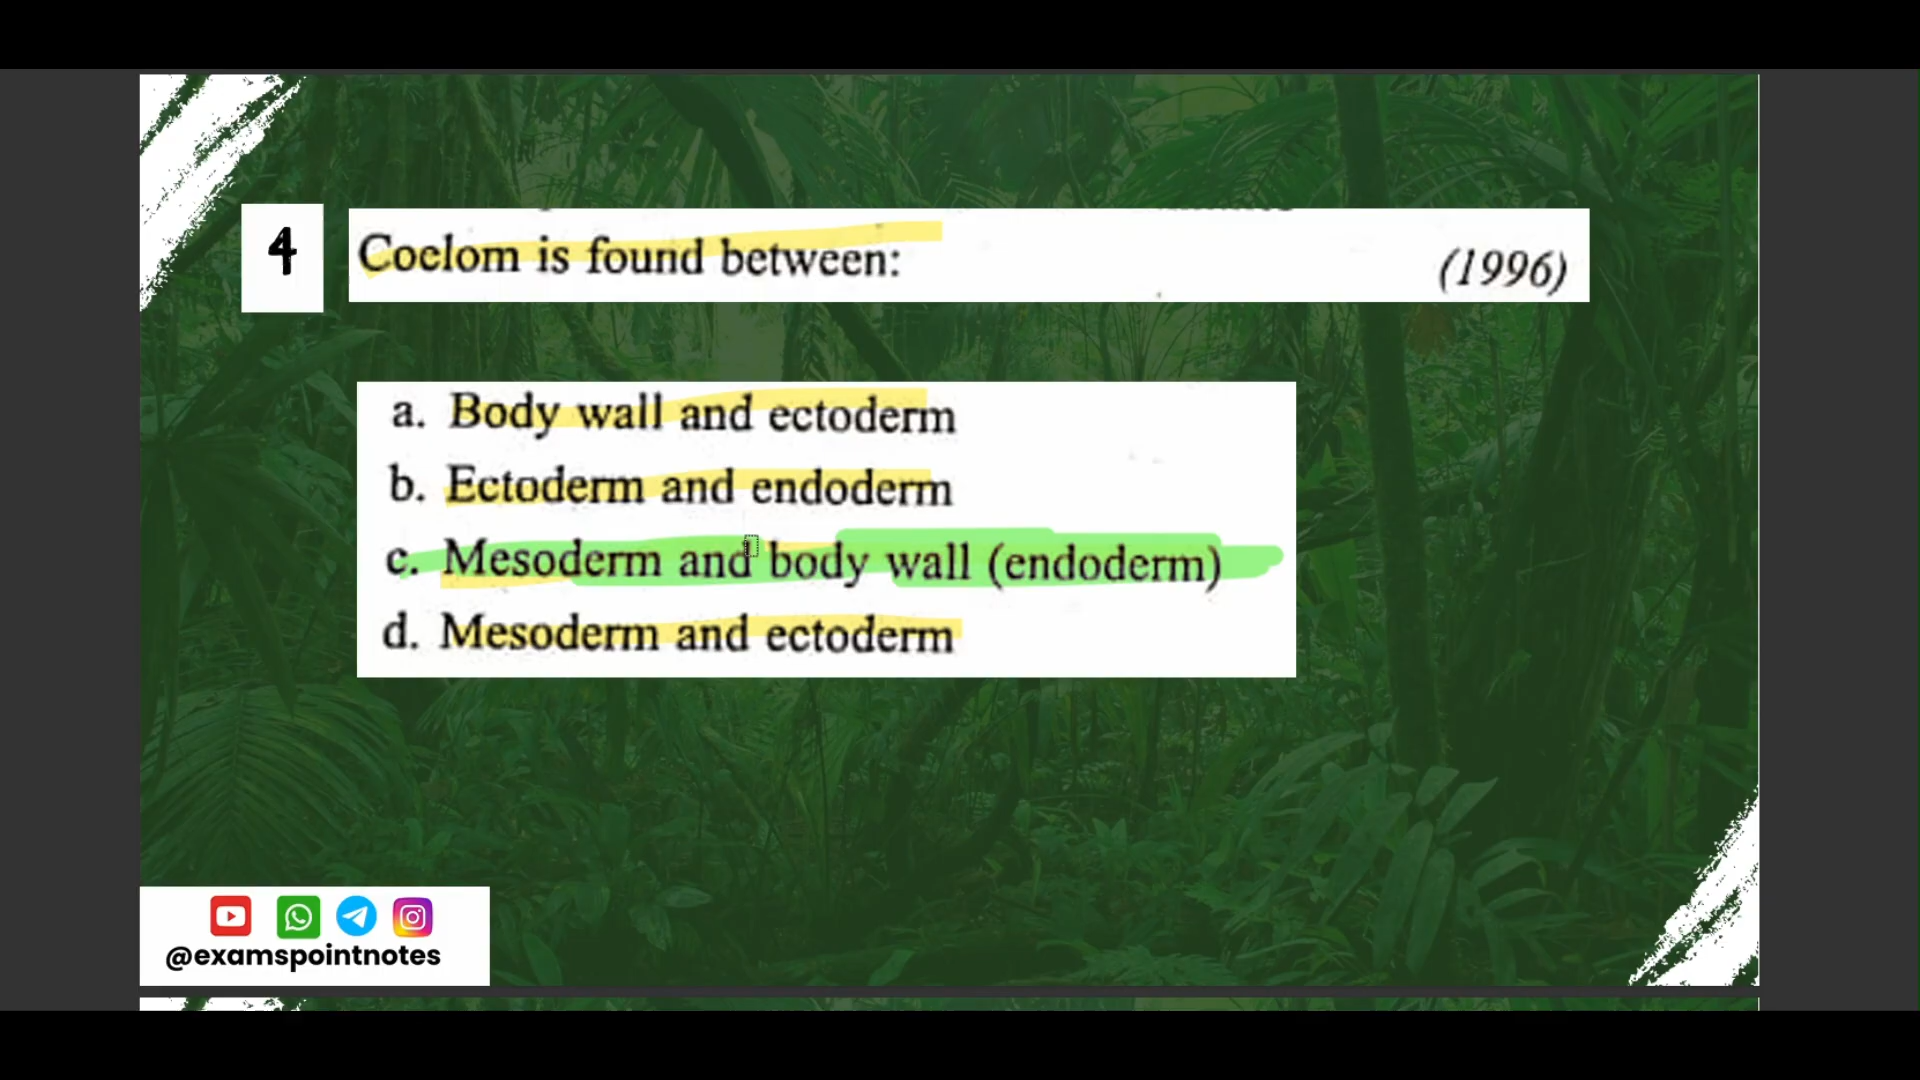 4
Coelom is found between:
(1996)
a. Body wall and ectoderm
b. Ectoderm and endoderm
c. Mesoderm and body wall (endoderm)
d. Mesoderm and ectoderm
@examspointnotes